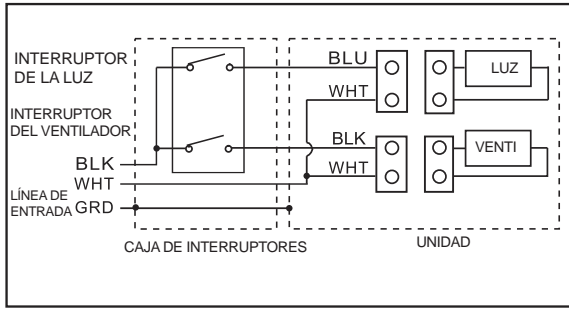 INTERRUPTOR
DE LA LUZ
INTERRUPTOR
DEL VENTILADOR
BLK
WHT
LÍNEA DE
ENTRADA
GRD
CAJA DE INTERRUPTORES
BLU
WHT
BLK
WHT
LUZ
VENTI
UNIDAD